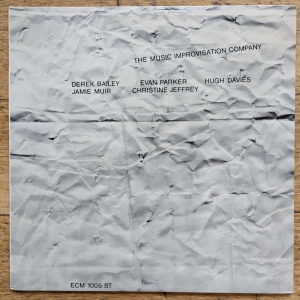 THE MUSIC IMPROVISATION COMPANY
DEREK BAILEY EVAN PARKER HUGH DAVIES
JAMIE MUIR CHRISTINE JEFFREY
ECM 1005 ST